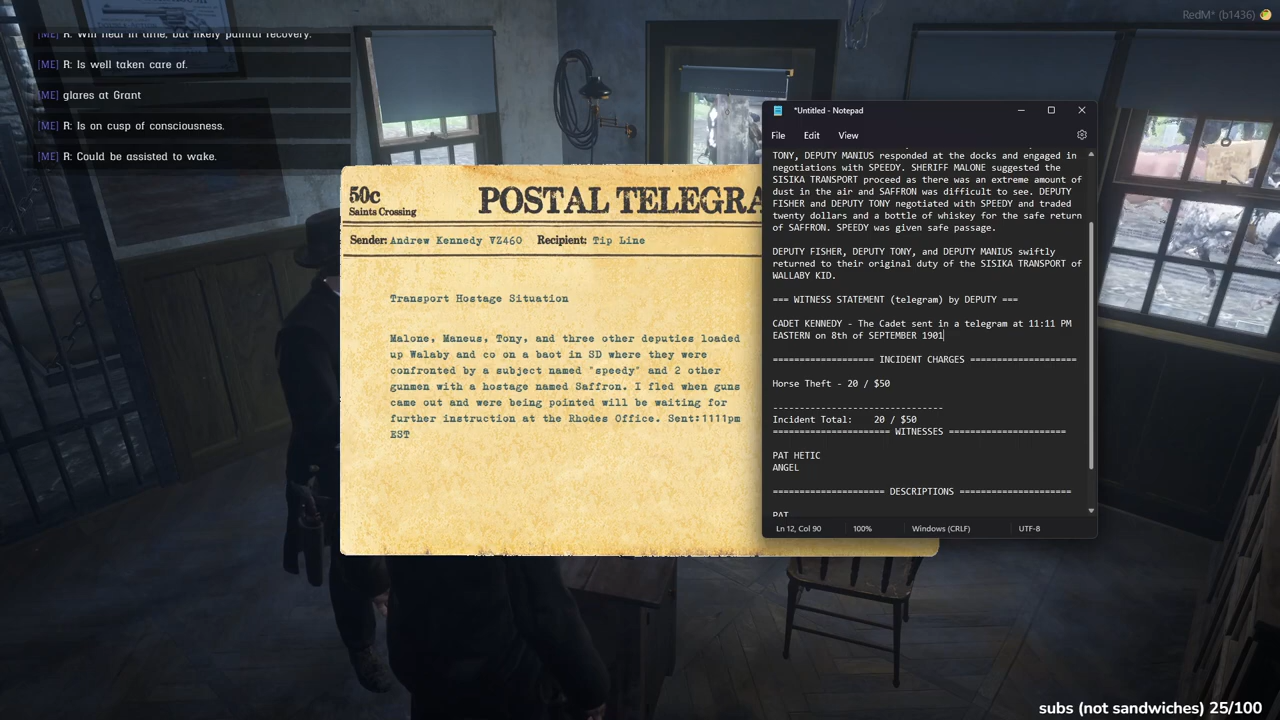 RedM* (b1436)
[ME] R: Will heal in time, but likely painful recovery.
[ME] R: Is well taken care of.
[ME] glares at Grant
[ME] R: Is on cusp of consciousness.
[ME] R: Could be assisted to wake.
50c
Saints Crossing
POSTAL TELEGRA
Sender: Andrew Kennedy VZ460 Recipient: Tip Line
Transport Hostage Situation
Malone, Maneus, Tony, and three other deputies loaded
up Walaby and co on a baot in SD where they were
confronted by a subject named "speedy" and 2 other
gunmen with a hostage named Saffron. I fled when guns
came out and were being pointed will be waiting for
further instruction at the Rhodes Office. Sent:1111pm
EST
*Untitled - Notepad
File Edit View
TONY, DEPUTY MANIUS responded at the docks and engaged in
negotiations with SPEEDY. SHERIFF MALONE suggested the
SISIKA TRANSPORT proceed as there was an extreme amount of
dust in the air and SAFFRON was difficult to see. DEPUTY
FISHER and DEPUTY TONY negotiated with SPEEDY and traded
twenty dollars and a bottle of whiskey for the safe return
of SAFFRON. SPEEDY was given safe passage.
DEPUTY FISHER, DEPUTY TONY, and DEPUTY MANIUS swiftly
returned to their original duty of the SISIKA TRANSPORT of
WALLABY KID.
=== WITNESS STATEMENT (telegram) by DEPUTY ===
CADET KENNEDY - The Cadet sent in a telegram at 11:11 PM
EASTERN on 8th of SEPTEMBER 1901
=================== INCIDENT CHARGES ====================
Horse Theft - 20 / $50
--------------------------------
Incident Total: 20 / $50
====================== WITNESSES ======================
PAT HETIC
ANGEL
===================== DESCRIPTIONS =====================
PAT
Ln 12, Col 90 100% Windows (CRLF) UTF-8
subs (not sandwiches) 25/100